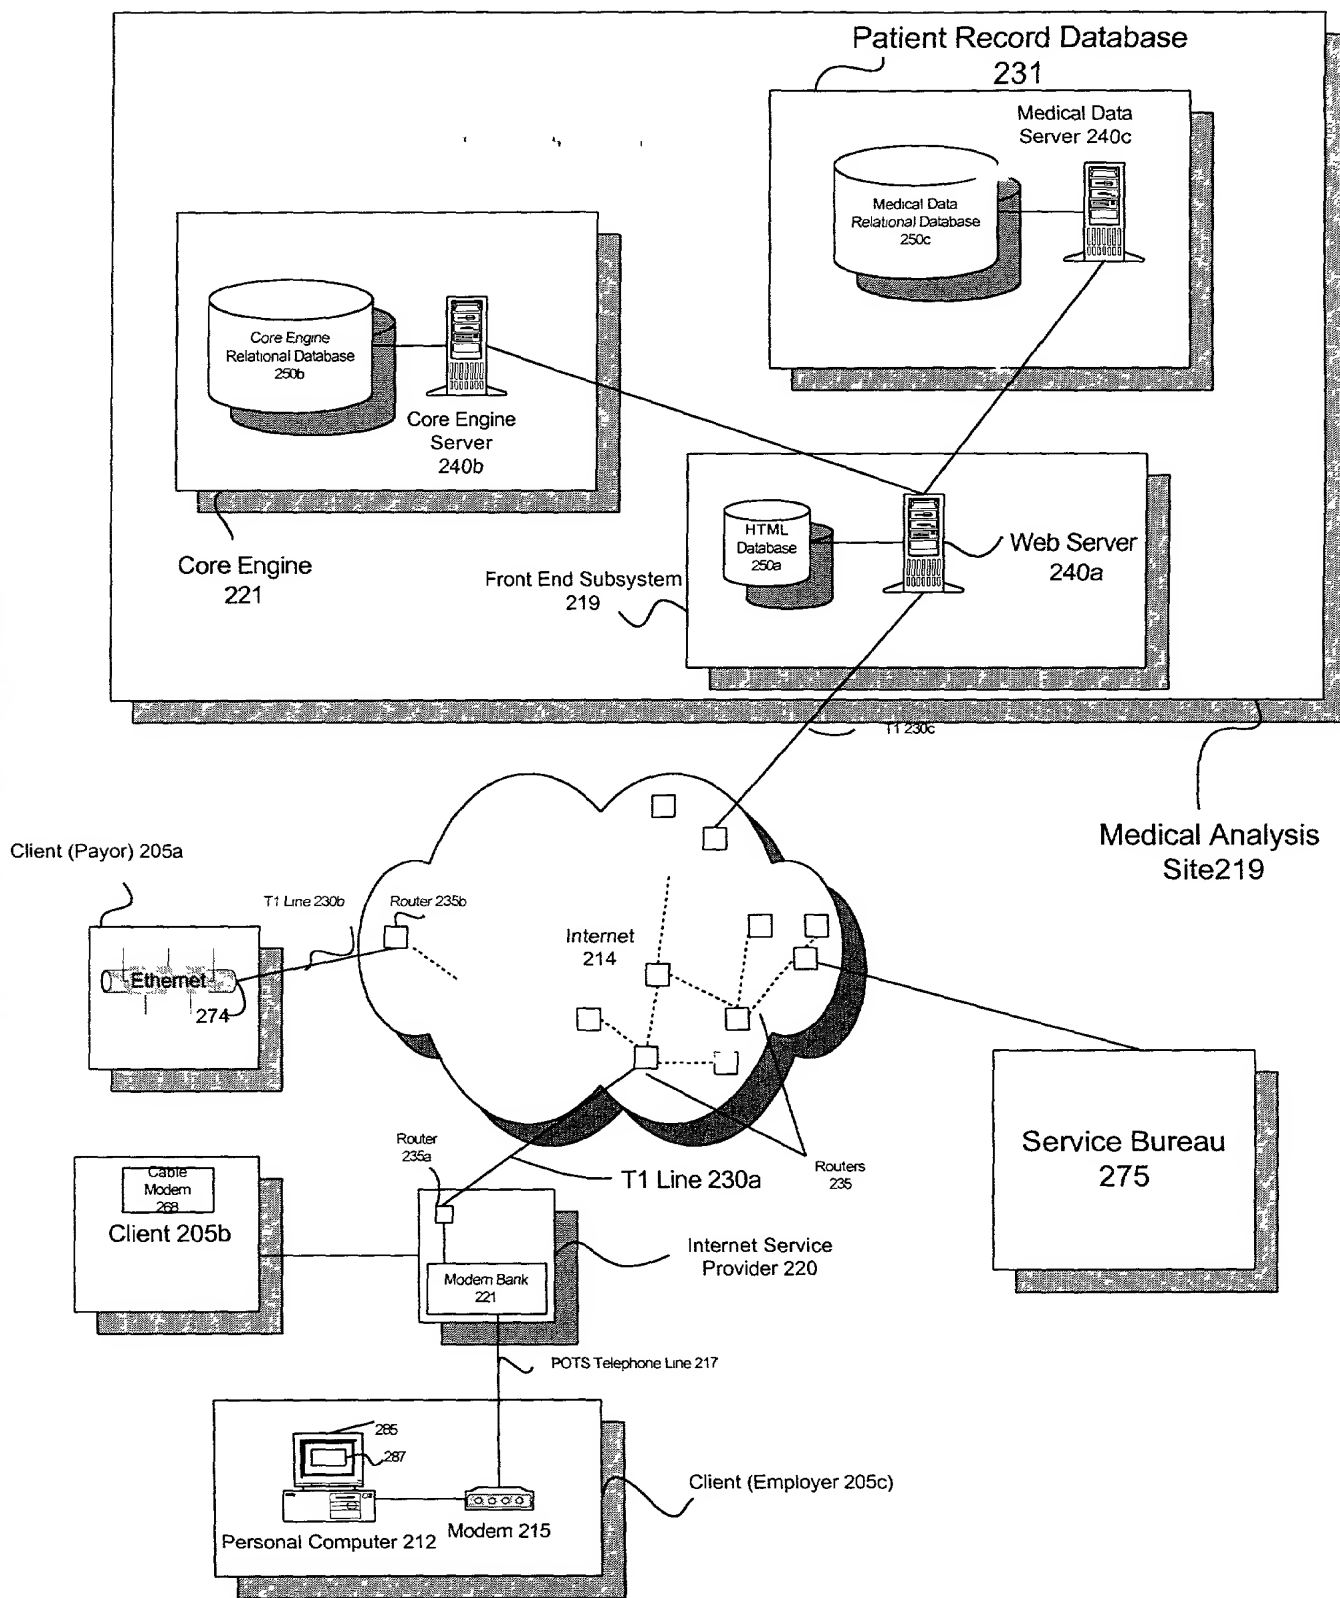 Patient Record Database
231
Medical Data
Server 240c
Medical Data
Relational Database
250c
Core Engine
Relational Database
250b
Core Engine
Server
240b
Core Engine
221
HTML
Database
250a
Web Server
240a
Front End Subsystem
219
T1 230c
Medical Analysis
Site219
Client (Payor) 205a
T1 Line 230b
Router 235b
Ethernet
274
Internet
214
Router
235a
T1 Line 230a
Routers
235
Service Bureau
275
Cable
Modem
268
Client 205b
Internet Service
Provider 220
Modem Bank
221
POTS Telephone Line 217
285
287
Client (Employer 205c)
Personal Computer 212
Modem 215